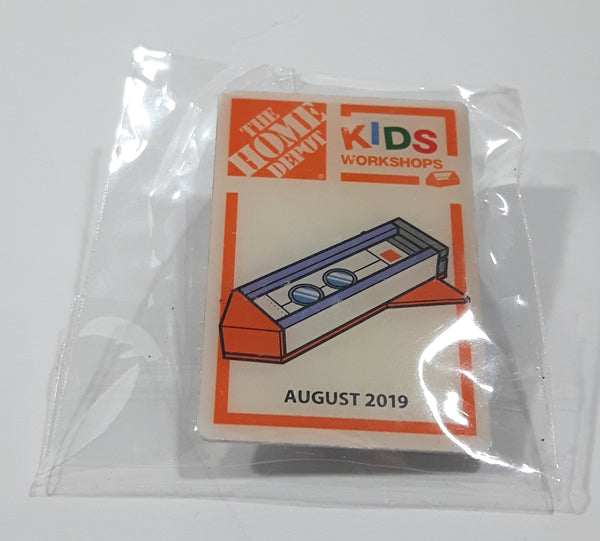 THE
HOME
DEPOT
KIDS
WORKSHOPS
AUGUST 2019